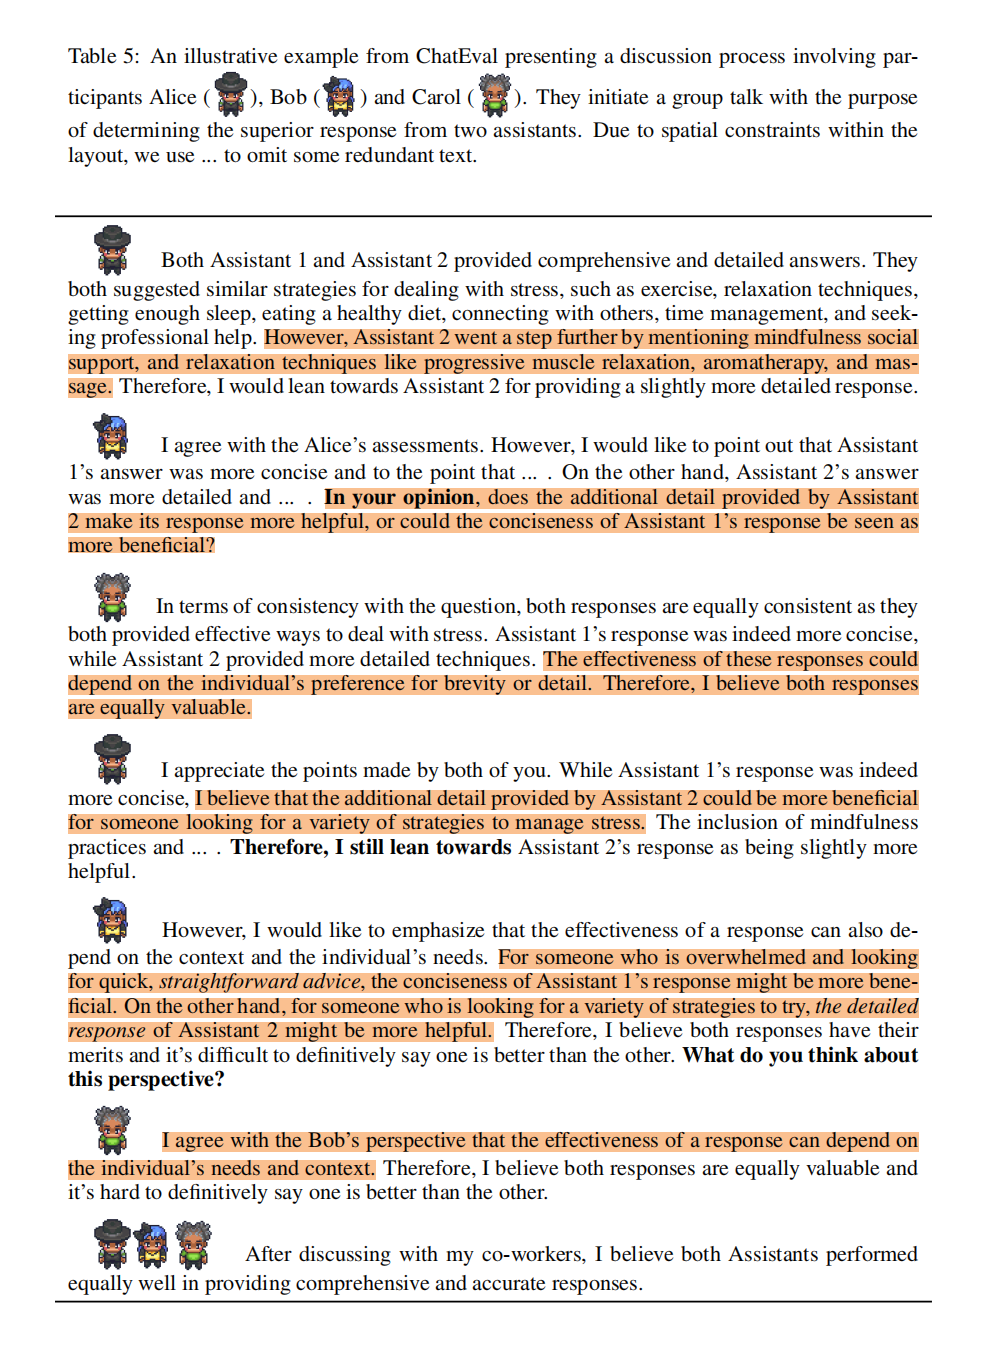 Table 5: An illustrative example from ChatEval presenting a discussion process involving par-
ticipants Alice ( ), Bob ( ) and Carol ( ). They initiate a group talk with the purpose
of determining the superior response from two assistants. Due to spatial constraints within the
layout, we use ... to omit some redundant text.
Both Assistant 1 and Assistant 2 provided comprehensive and detailed answers. They
both suggested similar strategies for dealing with stress, such as exercise, relaxation techniques,
getting enough sleep, eating a healthy diet, connecting with others, time management, and seek-
ing professional help. However, Assistant 2 went a step further by mentioning mindfulness social
support, and relaxation techniques like progressive muscle relaxation, aromatherapy, and mas-
sage. Therefore, I would lean towards Assistant 2 for providing a slightly more detailed response.
I agree with the Alice's assessments. However, I would like to point out that Assistant
1's answer was more concise and to the point that ... . On the other hand, Assistant 2's answer
was more detailed and ... . In your opinion, does the additional detail provided by Assistant
2 make its response more helpful, or could the conciseness of Assistant 1's response be seen as
more beneficial?
In terms of consistency with the question, both responses are equally consistent as they
both provided effective ways to deal with stress. Assistant 1's response was indeed more concise,
while Assistant 2 provided more detailed techniques. The effectiveness of these responses could
depend on the individual's preference for brevity or detail. Therefore, I believe both responses
are equally valuable.
I appreciate the points made by both of you. While Assistant 1's response was indeed
more concise, I believe that the additional detail provided by Assistant 2 could be more beneficial
for someone looking for a variety of strategies to manage stress. The inclusion of mindfulness
practices and ... . Therefore, I still lean towards Assistant 2's response as being slightly more
helpful.
However, I would like to emphasize that the effectiveness of a response can also de-
pend on the context and the individual's needs. For someone who is overwhelmed and looking
for quick, straightforward advice, the conciseness of Assistant 1's response might be more bene-
ficial. On the other hand, for someone who is looking for a variety of strategies to try, the detailed
response of Assistant 2 might be more helpful. Therefore, I believe both responses have their
merits and it's difficult to definitively say one is better than the other. What do you think about
this perspective?
I agree with the Bob's perspective that the effectiveness of a response can depend on
the individual's needs and context. Therefore, I believe both responses are equally valuable and
it's hard to definitively say one is better than the other.
After discussing with my co-workers, I believe both Assistants performed
equally well in providing comprehensive and accurate responses.